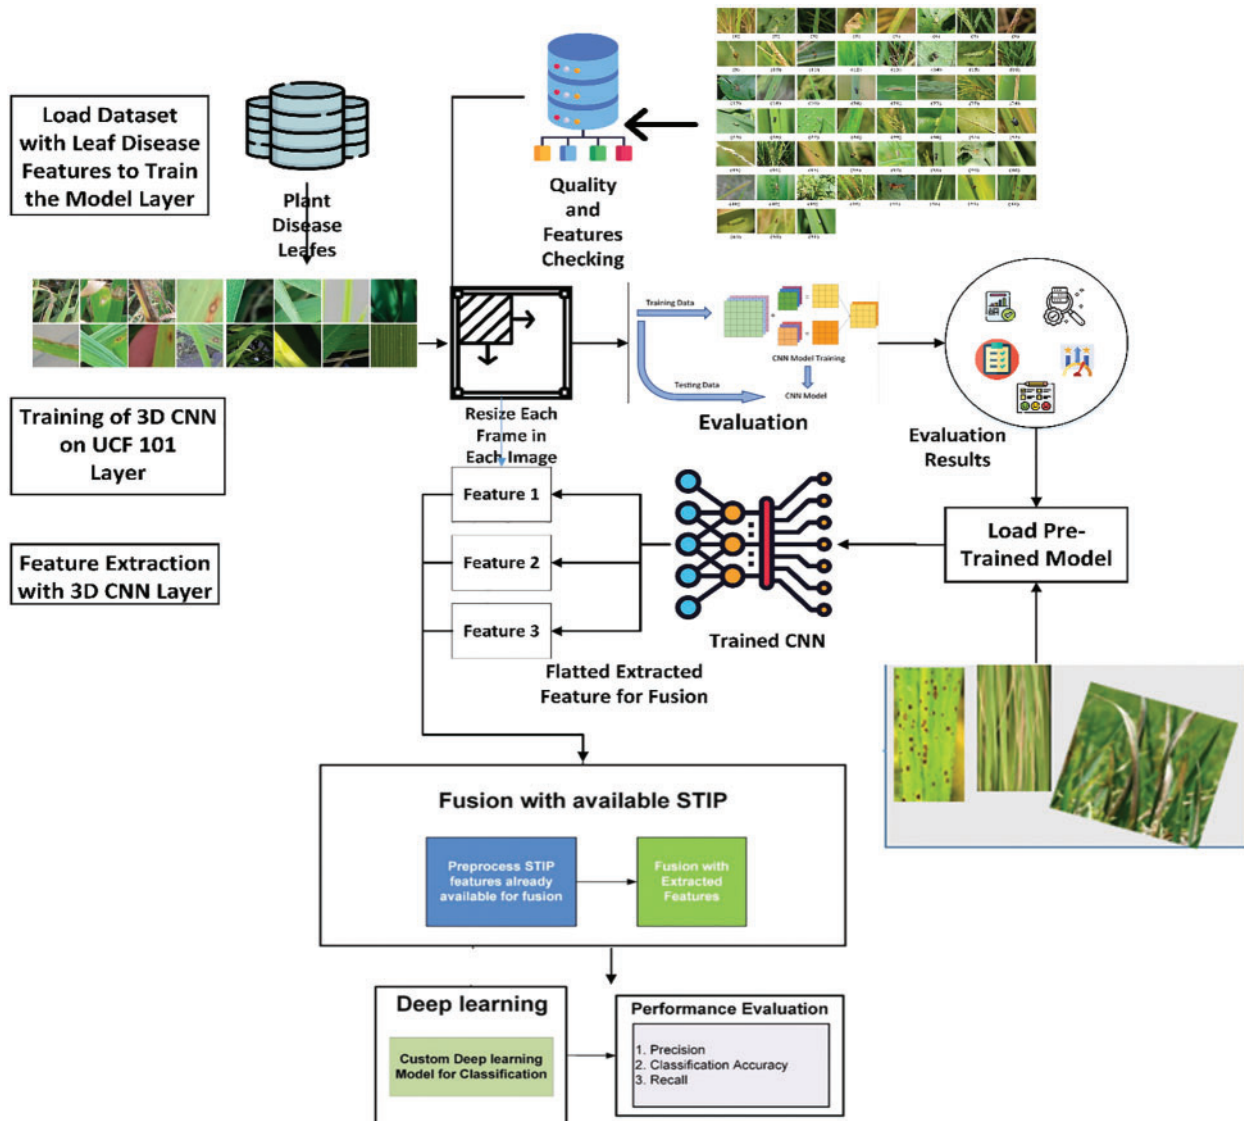 Load Dataset
with Leaf Disease
Features to Train
the Model Layer
Plant
Disease
Leafes
Quality
and
Features
Checking
Training Data
CNN Model Training
Testing Data
CNN Model
Evaluation
Resize Each
Frame in
Each Image
Evaluation
Results
Training of 3D CNN
on UCF 101
Layer
Feature Extraction
with 3D CNN Layer
Feature 1
Feature 2
Feature 3
Trained CNN
Load Pre-
Trained Model
Flatted Extracted
Feature for Fusion
Fusion with available STIP
Preprocess STIP
features already
available for fusion
Fusion with
Extracted
Features
Deep learning
Custom Deep learning
Model for Classification
Performance Evaluation
1. Precision
2. Classification Accuracy
3. Recall